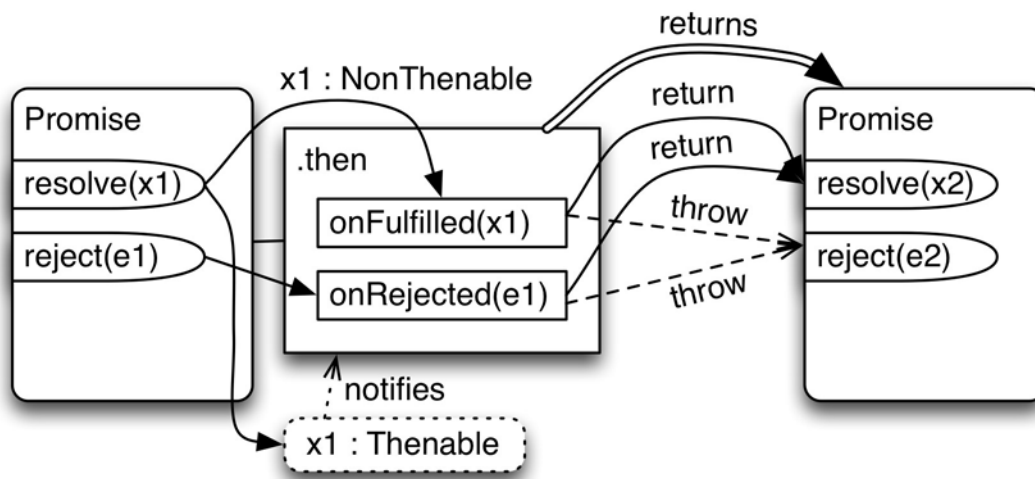 returns
x1 : NonThenable
return
Promise
Promise
return
.then
resolve(x1)
resolve(x2)
onFulfilled(x1)
throw
reject(e1)
reject(e2)
onRejected(e1)
throw
notifies
x1 : Thenable